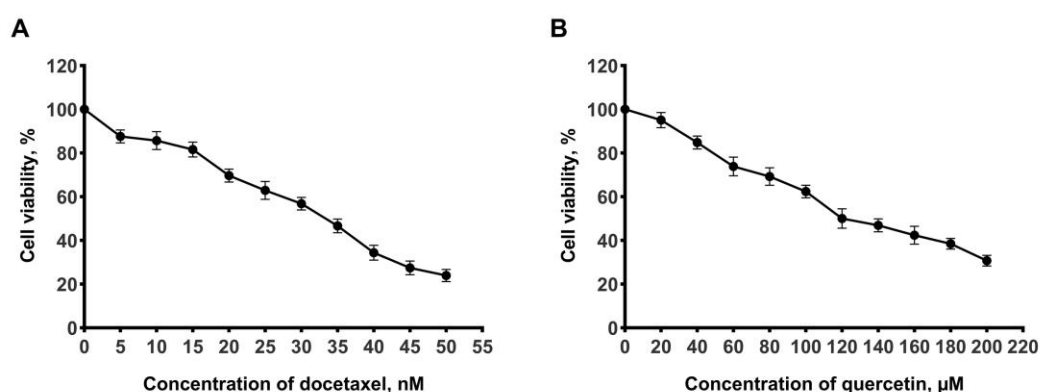 A
Cell viability, %
120
100
80
60
40
20
0
0 5 10 15 20 25 30 35 40 45 50 55
Concentration of docetaxel, nM
B
Cell viability, %
120
100
80
60
40
20
0
0 20 40 60 80 100 120 140 160 180 200 220
Concentration of quercetin, µM